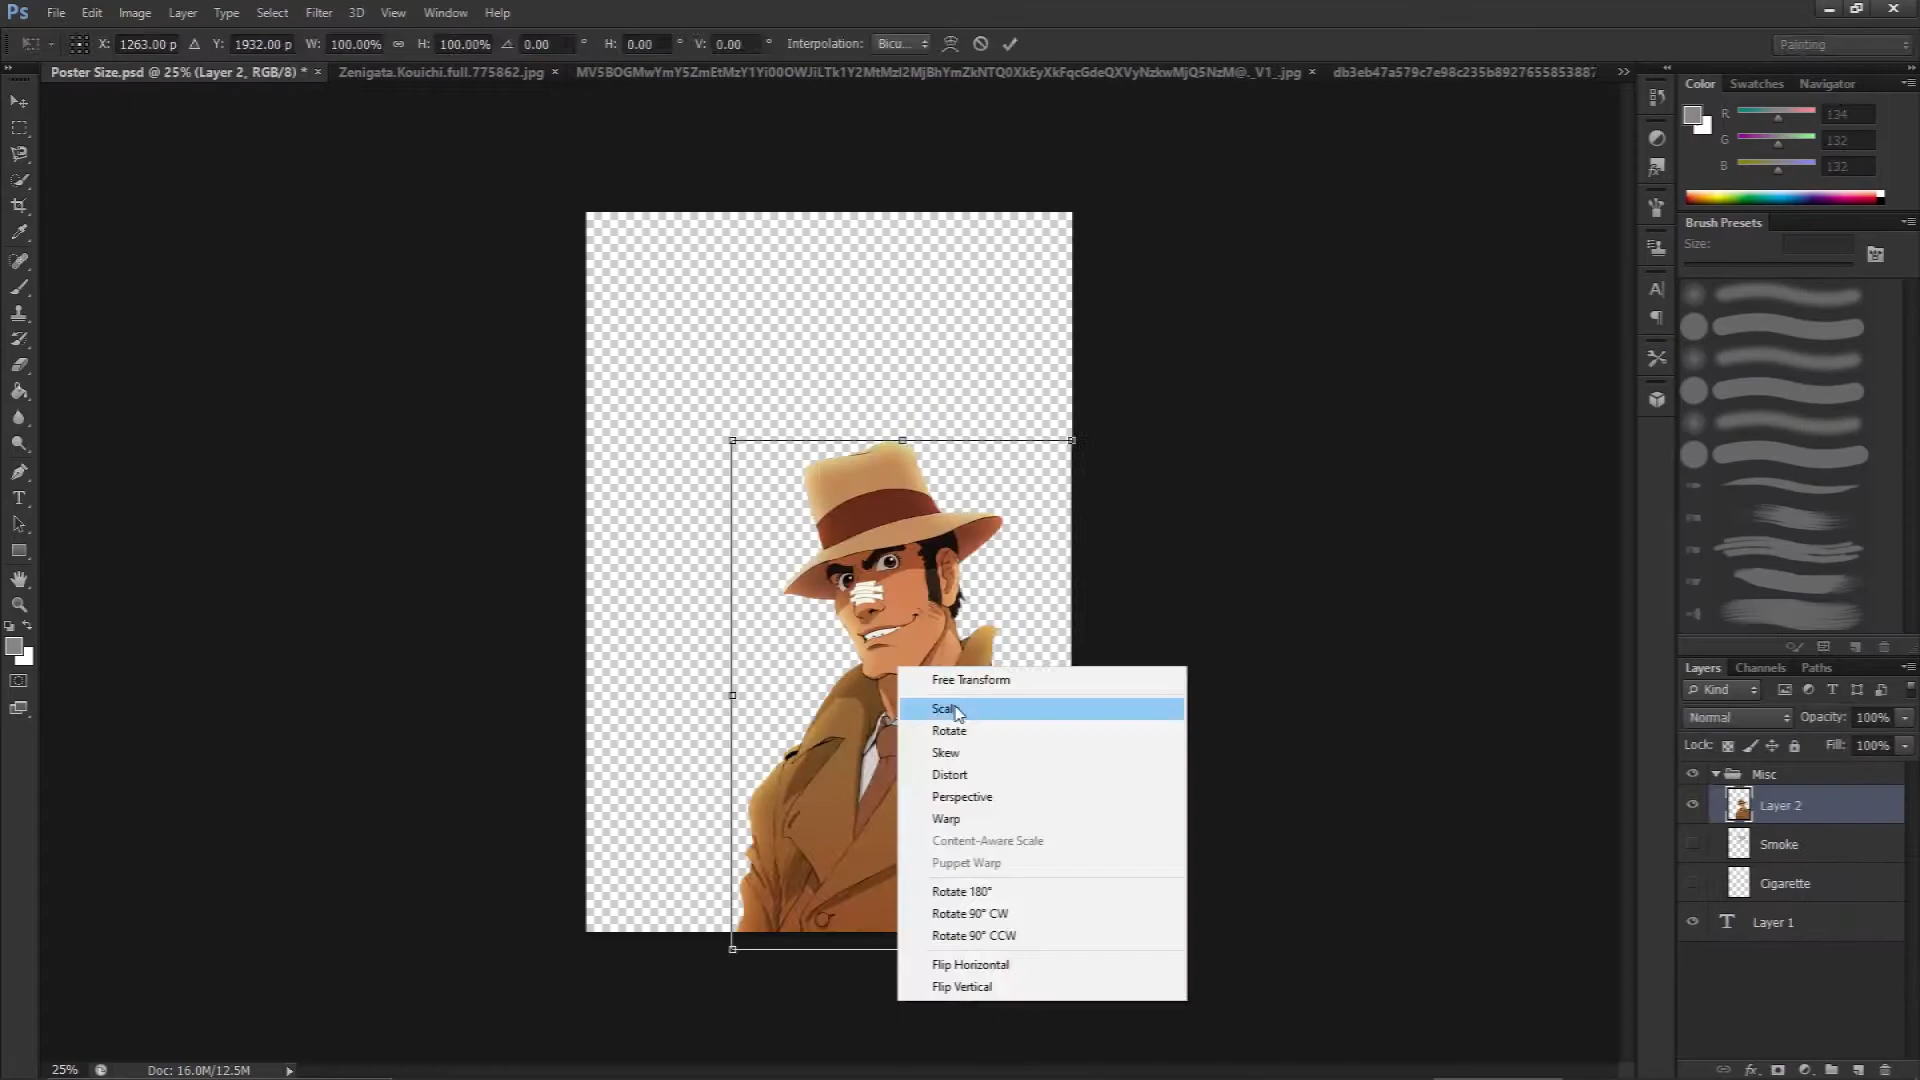 Ps File Edit Image Layer Type Select Filter 3D View Window Help
X: 1263.00 p Y: 1932.00 p W: 100.00% H: 100.00% 0.00 ° H: 0.00 ° V: 0.00 ° Interpolation: Bicu... Painting
Poster Size.psd @ 25% (Layer 2, RGB/8) * × Zenigata.Kouichi.full.775862.jpg × MV5BOGMwYmY5ZmEtMzY1Yi00OWJiLTk1Y2MtMzI2MjBhYmZkNTQ0XkEyXkFqcGdeQXVyNzkwMjQ5NzM@._V1_.jpg × db3eb47a579c7e98c235b8927655853887
Color Swatches Navigator
R 134
G 132
B 132
Brush Presets
Size:
Free Transform
Scale
Rotate
Skew
Distort
Perspective
Warp
Content-Aware Scale
Puppet Warp
Rotate 180°
Rotate 90° CW
Rotate 90° CCW
Flip Horizontal
Flip Vertical
Layers Channels Paths
Kind
Normal Opacity: 100%
Lock: Fill: 100%
Misc
Layer 2
Smoke
Cigarette
Layer 1
25% Doc: 16.0M/12.5M